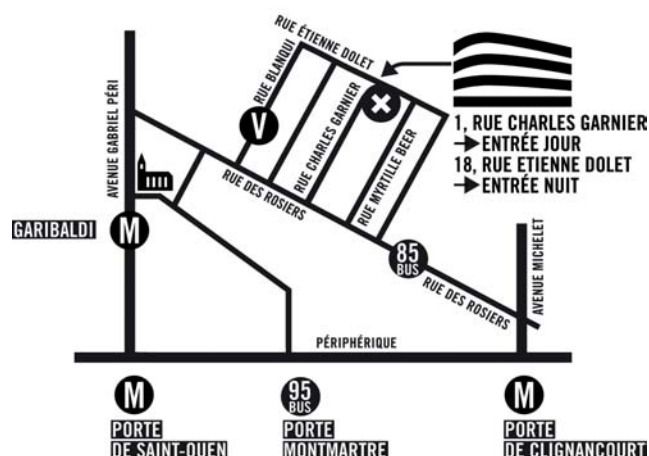 RUE ÉTIENNE DOLET
RUE BLANQUI
AVENUE GABRIEL PÉRI
V
RUE CHARLES GARNIER
1, RUE CHARLES GARNIER
→ENTRÉE JOUR
18, RUE ETIENNE DOLET
→ENTRÉE NUIT
RUE MYRTILLE BEER
RUE DES ROSIERS
GARIBALDI
M
85
BUS
AVENUE MICHELET
RUE DES ROSIERS
PÉRIPHÉRIQUE
M
PORTE
DE SAINT-OUEN
95
BUS
PORTE
MONTMARTRE
M
PORTE
DE CLIGNANCOURT